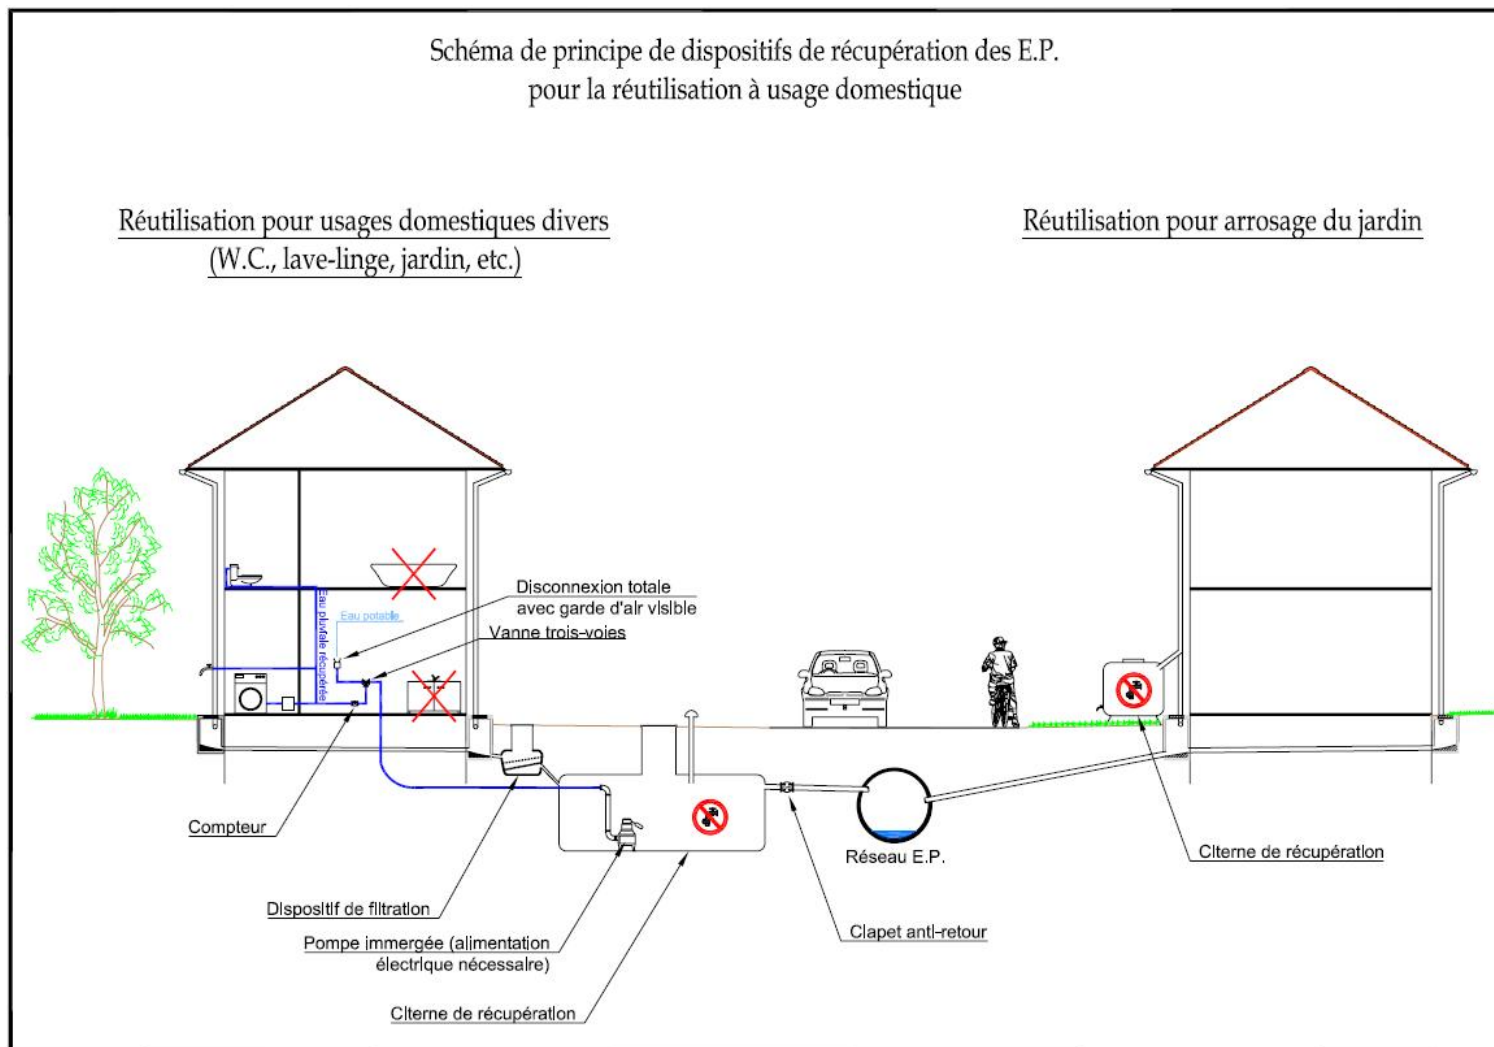 Schéma de principe de dispositifs de récupération des E.P.
pour la réutilisation à usage domestique
Réutilisation pour usages domestiques divers
(W.C., lave-linge, jardin, etc.)
Réutilisation pour arrosage du jardin
Disconnexion totale
avec garde d'air visible
Eau potable
Vanne trois-voies
Eau pluviale récupérée
Compteur
Réseau E.P.
Citerne de récupération
Dispositif de filtration
Clapet anti-retour
Pompe immergée (alimentation
électrique nécessaire)
Citerne de récupération